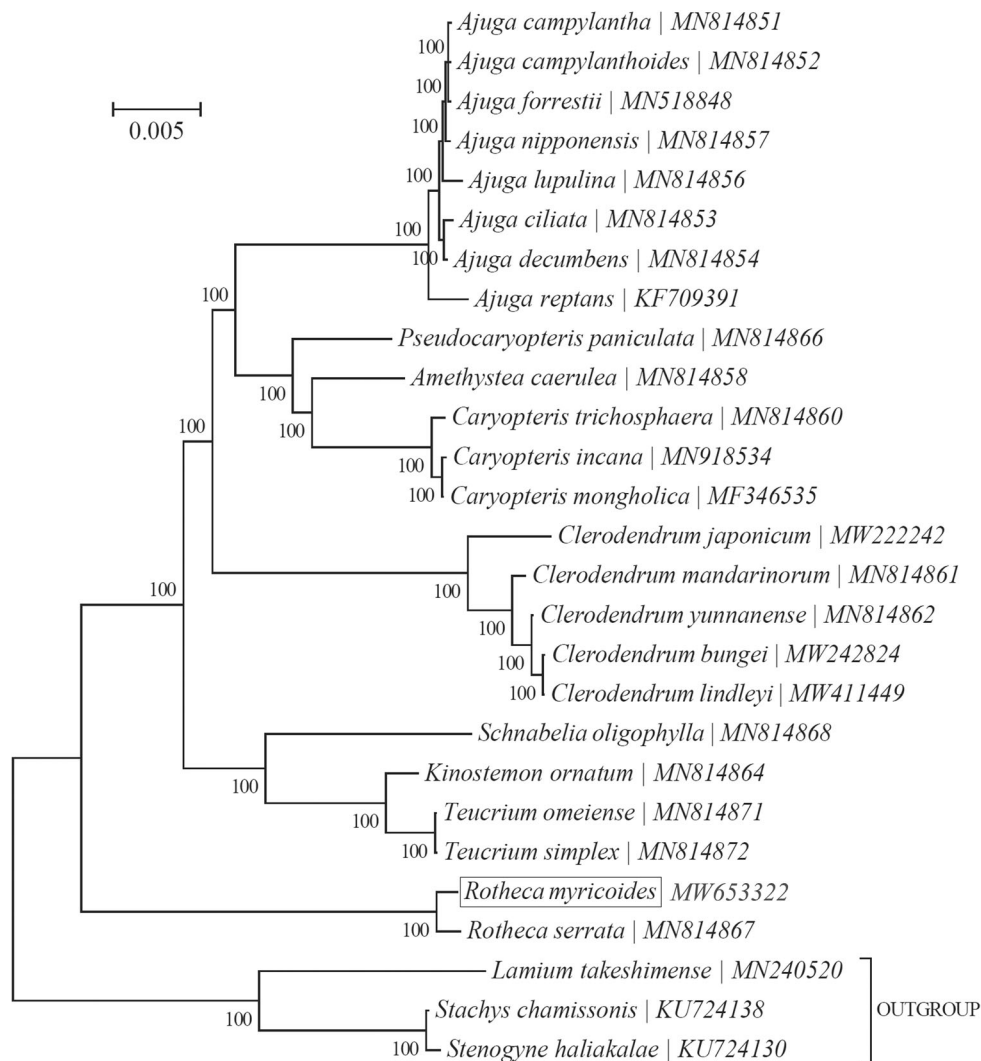 Ajuga campylantha | MN814851
100
Ajuga campylanthoides | MN814852
100
Ajuga forrestii | MN518848
0.005
100
Ajuga nipponensis | MN814857
100
Ajuga lupulina | MN814856
Ajuga ciliata | MN814853
100
100
Ajuga decumbens | MN814854
100
Ajuga reptans | KF709391
Pseudocaryopteris paniculata | MN814866
100
Amethystea caerulea | MN814858
Caryopteris trichosphaera | MN814860
100
100
Caryopteris incana | MN918534
100
Caryopteris mongholica | MF346535
100
Clerodendrum japonicum | MW222242
Clerodendrum mandarinorum | MN814861
100
100
Clerodendrum yunnanense | MN814862
100
Clerodendrum bungei | MW242824
100
Clerodendrum lindleyi | MW411449
100
Schnabelia oligophylla | MN814868
Kinostemon ornatum | MN814864
100
Teucrium omeiense | MN814871
100
Teucrium simplex | MN814872
100
Rotheca myricoides MW653322
Rotheca serrata | MN814867
100
Lamium takeshimense | MN240520
Stachys chamissonis | KU724138
OUTGROUP
100
Stenogyne haliakalae | KU724130
100